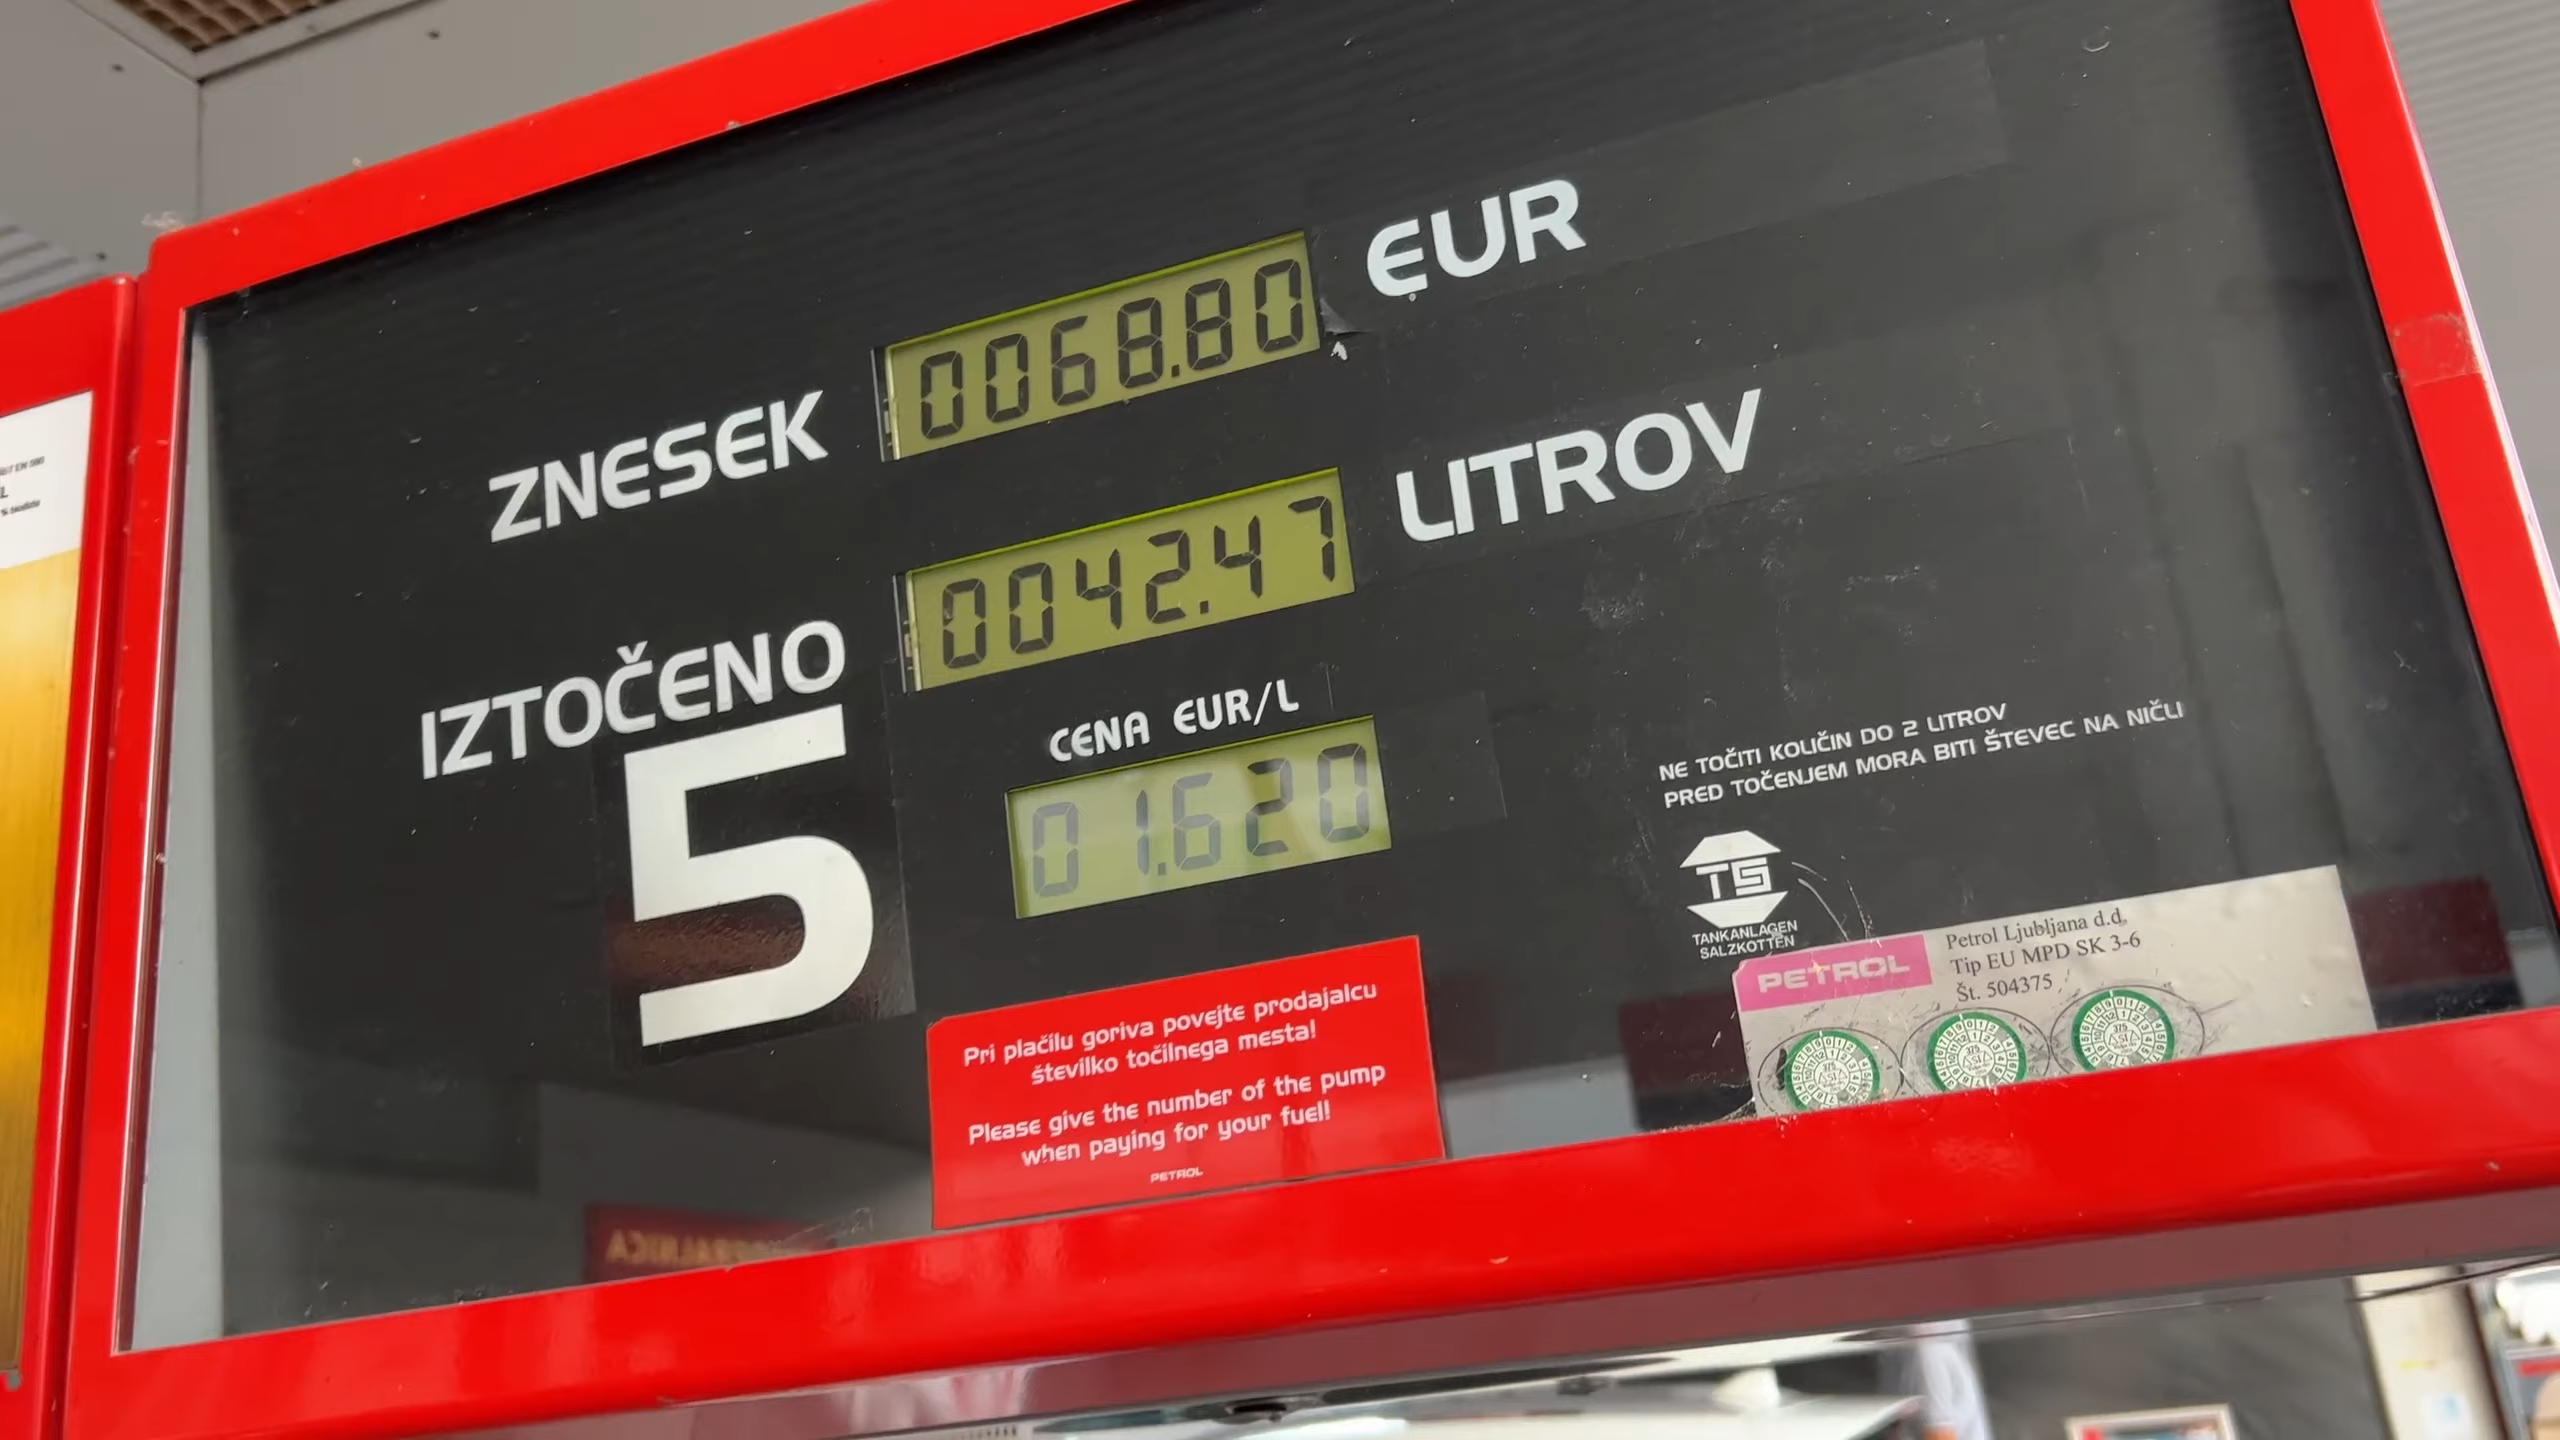 0068.80 EUR
ZNESEK
0042.47 LITROV
IZTOČENO
5
CENA EUR/L
01.620
NE TOČITI KOLIČIN DO 2 LITROV
PRED TOČENJEM MORA BITI ŠTEVEC NA NIČLI
TS
TANKANLAGEN
SALZKOTTEN
PETROL
Petrol Ljubljana d.d.
Tip EU MPD SK 3-6
Št. 504375
Pri plačilu goriva povejte prodajalcu
številko točilnega mesta!
Please give the number of the pump
when paying for your fuel!
PETROL